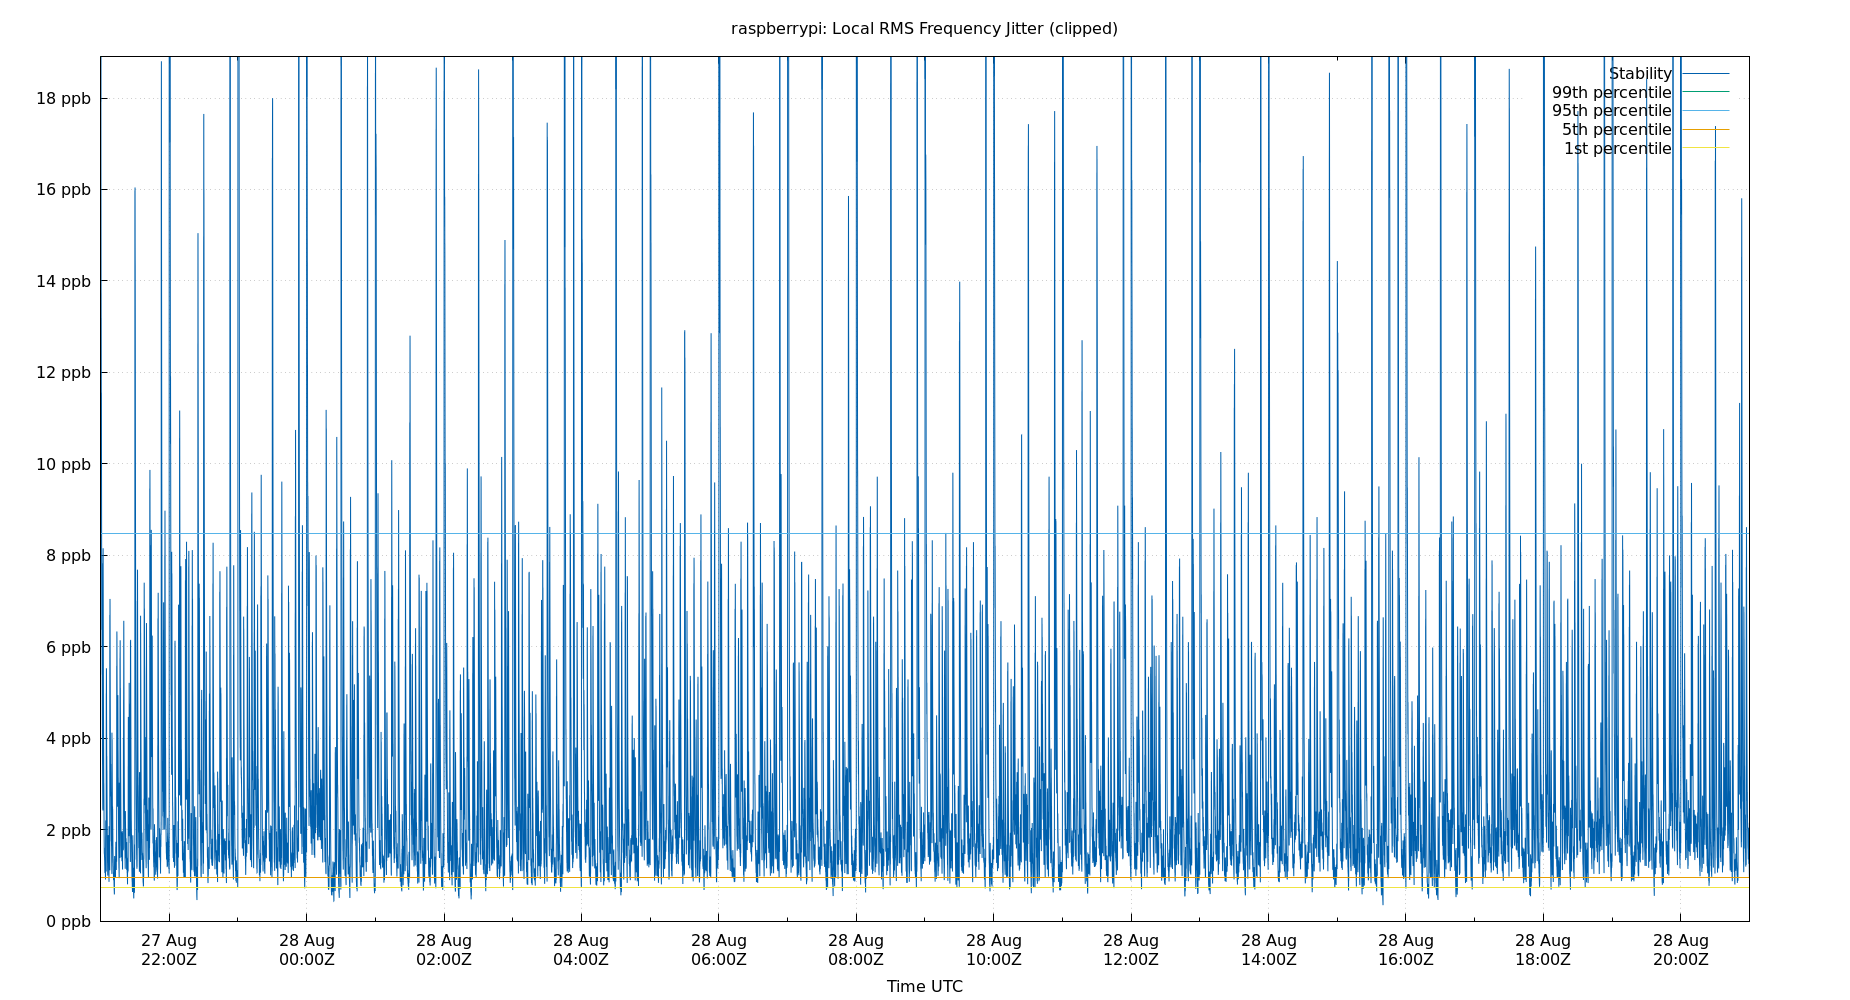 raspberrypi: Local RMS Frequency Jitter (clipped)
Stability
99th percentile
95th percentile
5th percentile
1st percentile
18 ppb
16 ppb
14 ppb
12 ppb
10 ppb
8 ppb
6 ppb
4 ppb
2 ppb
0 ppb
27 Aug 28 Aug 28 Aug 28 Aug 28 Aug 28 Aug 28 Aug 28 Aug 28 Aug 28 Aug 28 Aug 28 Aug
22:00Z 00:00Z 02:00Z 04:00Z 06:00Z 08:00Z 10:00Z 12:00Z 14:00Z 16:00Z 18:00Z 20:00Z
Time UTC